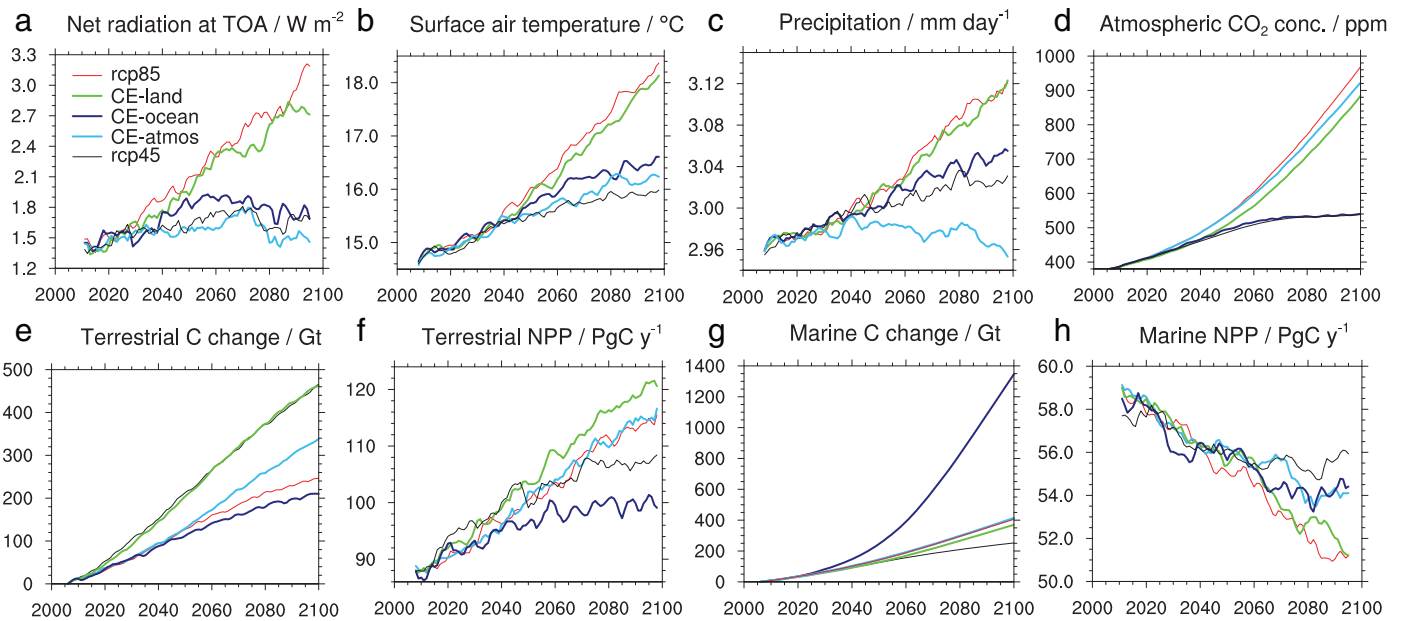 a Net radiation at TOA / W m⁻²
3.3
3.0
2.7
2.4
2.1
1.8
1.5
1.2
rcp85
CE-land
CE-ocean
CE-atmos
rcp45
2000 2020 2040 2060 2080 2100
b Surface air temperature / °C
18.0
17.0
16.0
15.0
2000 2020 2040 2060 2080 2100
c Precipitation / mm day⁻¹
3.12
3.08
3.04
3.00
2.96
2000 2020 2040 2060 2080 2100
d Atmospheric CO₂ conc. / ppm
1000
900
800
700
600
500
400
2000 2020 2040 2060 2080 2100
e Terrestrial C change / Gt
500
400
300
200
100
0
2000 2020 2040 2060 2080 2100
f Terrestrial NPP / PgC y⁻¹
120
110
100
90
2000 2020 2040 2060 2080 2100
g Marine C change / Gt
1400
1200
1000
800
600
400
200
0
2000 2020 2040 2060 2080 2100
h Marine NPP / PgC y⁻¹
60.0
58.0
56.0
54.0
52.0
50.0
2000 2020 2040 2060 2080 2100